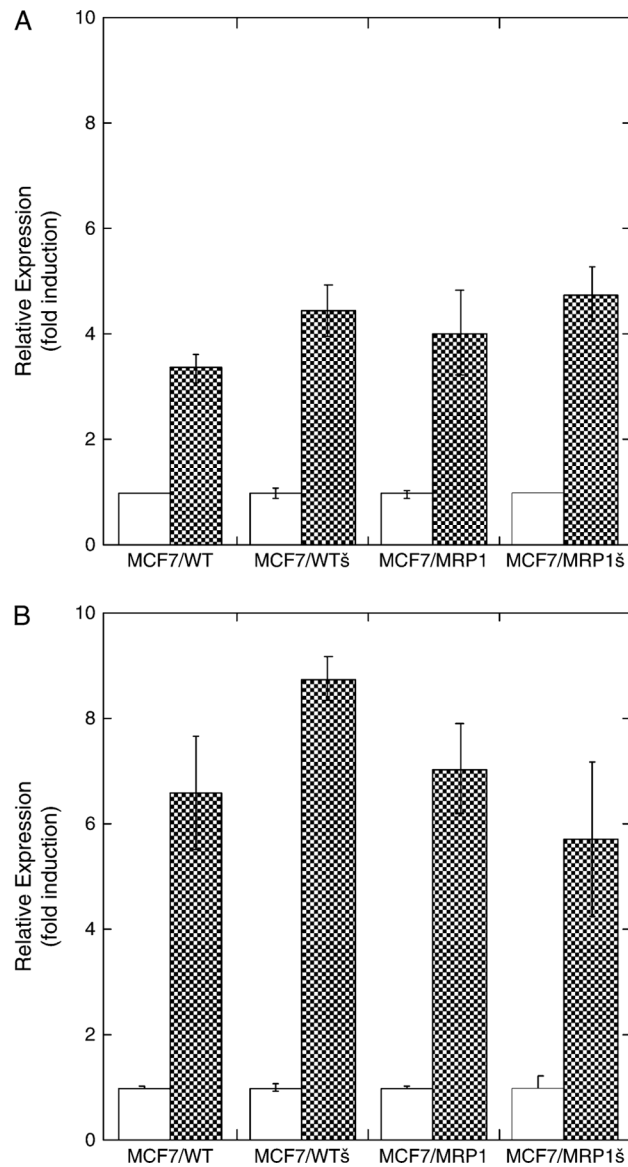 A
10
8
6
4
2
0
Relative Expression
(fold induction)
MCF7/WT MCF7/WTš MCF7/MRP1 MCF7/MRP1š
B
10
8
6
4
2
0
Relative Expression
(fold induction)
MCF7/WT MCF7/WTš MCF7/MRP1 MCF7/MRP1š